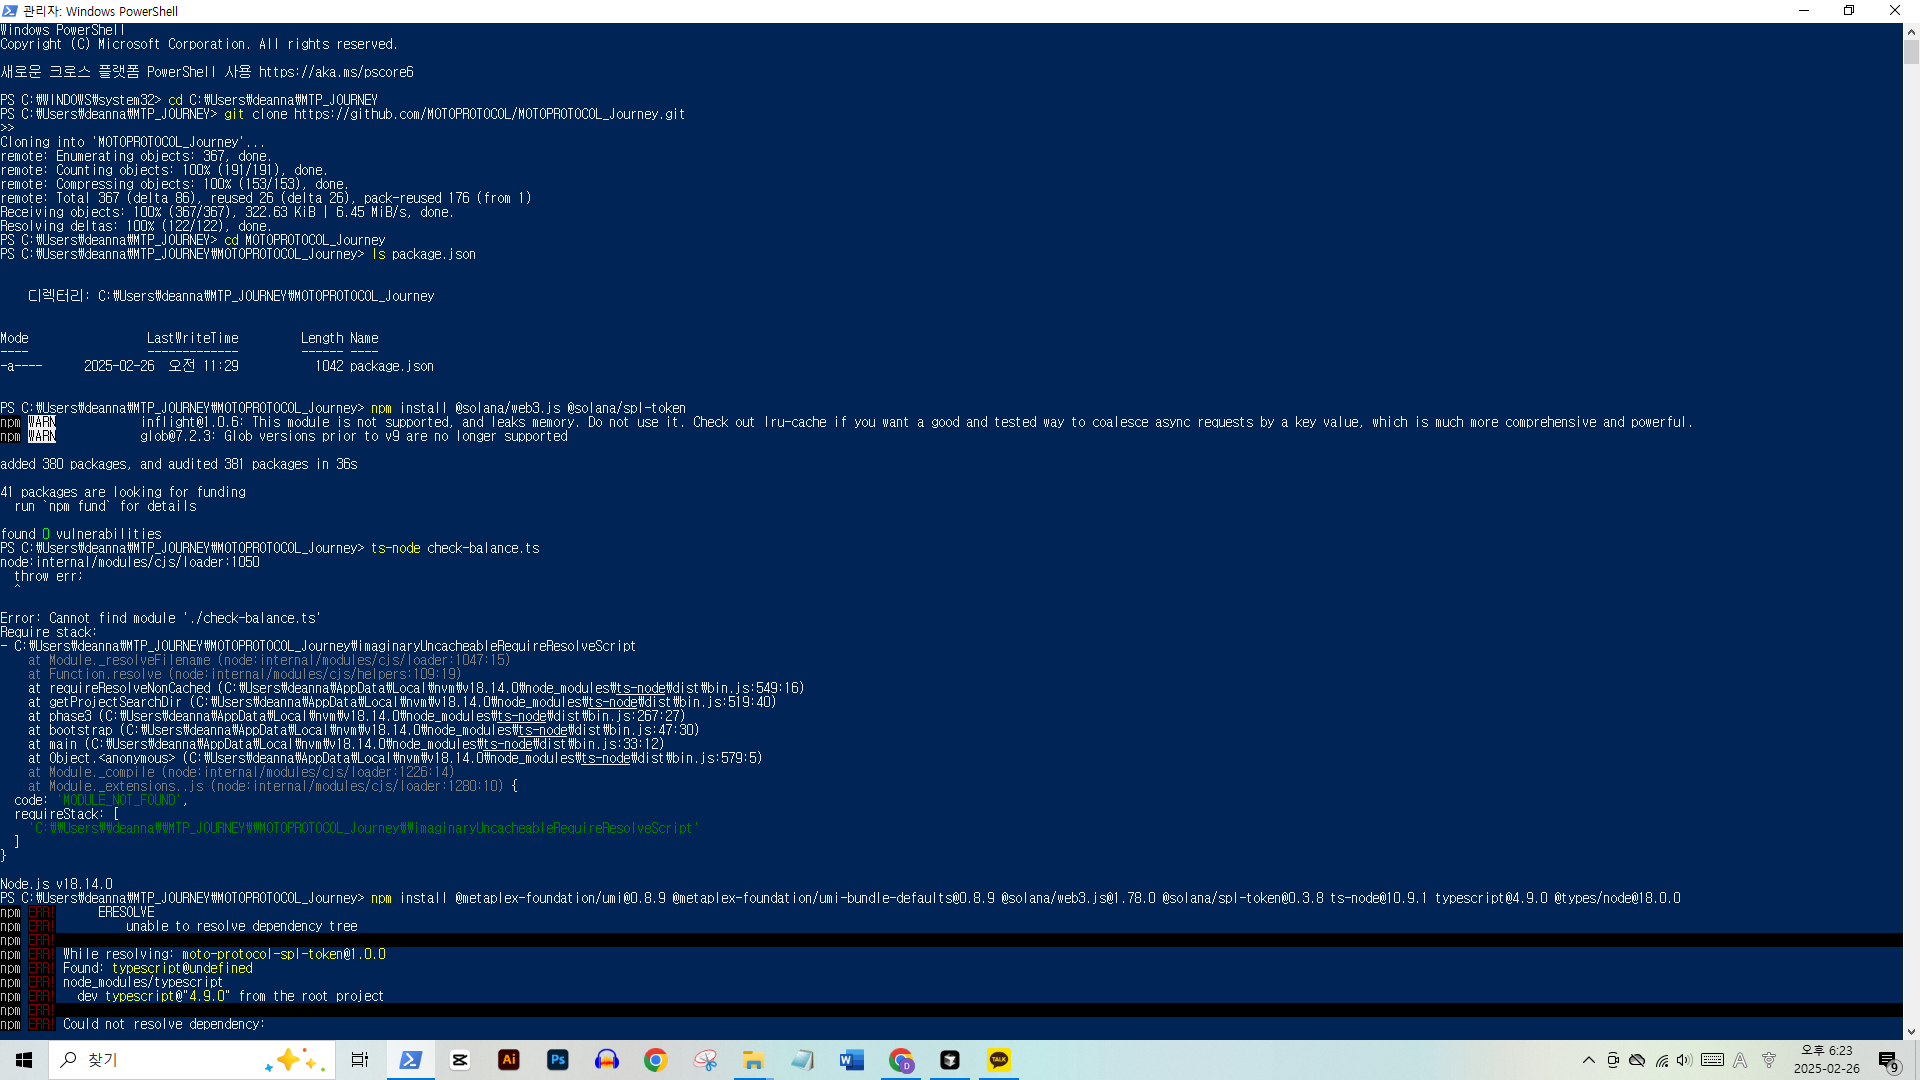 관리자: Windows PowerShell
Windows PowerShell
Copyright (C) Microsoft Corporation. All rights reserved.
새로운 크로스 플랫폼 PowerShell 사용 https://aka.ms/pscore6
PS C:₩WINDOWS₩system32> cd C:₩Users₩deanna₩MTP_JOURNEY
PS C:₩Users₩deanna₩MTP_JOURNEY> git clone https://github.com/MOTOPROTOCOL/MOTOPROTOCOL_Journey.git
>>
Cloning into 'MOTOPROTOCOL_Journey'...
remote: Enumerating objects: 367, done.
remote: Counting objects: 100% (191/191), done.
remote: Compressing objects: 100% (153/153), done.
remote: Total 367 (delta 86), reused 26 (delta 26), pack-reused 176 (from 1)
Receiving objects: 100% (367/367), 322.63 KiB | 6.45 MiB/s, done.
Resolving deltas: 100% (122/122), done.
PS C:₩Users₩deanna₩MTP_JOURNEY> cd MOTOPROTOCOL_Journey
PS C:₩Users₩deanna₩MTP_JOURNEY₩MOTOPROTOCOL_Journey> ls package.json
디렉터리: C:₩Users₩deanna₩MTP_JOURNEY₩MOTOPROTOCOL_Journey
Mode LastWriteTime Length Name
---- ------------- ------ ----
-a---- 2025-02-26 오전 11:29 1042 package.json
PS C:₩Users₩deanna₩MTP_JOURNEY₩MOTOPROTOCOL_Journey> npm install @solana/web3.js @solana/spl-token
npm WARN inflight@1.0.6: This module is not supported, and leaks memory. Do not use it. Check out lru-cache if you want a good and tested way to coalesce async requests by a key value, which is much more comprehensive and powerful.
npm WARN glob@7.2.3: Glob versions prior to v9 are no longer supported
added 380 packages, and audited 381 packages in 36s
41 packages are looking for funding
run `npm fund` for details
found 0 vulnerabilities
PS C:₩Users₩deanna₩MTP_JOURNEY₩MOTOPROTOCOL_Journey> ts-node check-balance.ts
node:internal/modules/cjs/loader:1050
throw err;
^
Error: Cannot find module './check-balance.ts'
Require stack:
- C:₩Users₩deanna₩MTP_JOURNEY₩MOTOPROTOCOL_Journey₩imaginaryUncacheableRequireResolveScript
at Module._resolveFilename (node:internal/modules/cjs/loader:1047:15)
at Function.resolve (node:internal/modules/cjs/helpers:109:19)
at requireResolveNonCached (C:₩Users₩deanna₩AppData₩Local₩nvm₩v18.14.0₩node_modules₩ts-node₩dist₩bin.js:549:16)
at getProjectSearchDir (C:₩Users₩deanna₩AppData₩Local₩nvm₩v18.14.0₩node_modules₩ts-node₩dist₩bin.js:519:40)
at phase3 (C:₩Users₩deanna₩AppData₩Local₩nvm₩v18.14.0₩node_modules₩ts-node₩dist₩bin.js:267:27)
at bootstrap (C:₩Users₩deanna₩AppData₩Local₩nvm₩v18.14.0₩node_modules₩ts-node₩dist₩bin.js:47:30)
at main (C:₩Users₩deanna₩AppData₩Local₩nvm₩v18.14.0₩node_modules₩ts-node₩dist₩bin.js:33:12)
at Object.<anonymous> (C:₩Users₩deanna₩AppData₩Local₩nvm₩v18.14.0₩node_modules₩ts-node₩dist₩bin.js:579:5)
at Module._compile (node:internal/modules/cjs/loader:1226:14)
at Module._extensions..js (node:internal/modules/cjs/loader:1280:10) {
code: 'MODULE_NOT_FOUND',
requireStack: [
'C:₩₩Users₩₩deanna₩₩MTP_JOURNEY₩₩MOTOPROTOCOL_Journey₩₩imaginaryUncacheableRequireResolveScript'
]
}
Node.js v18.14.0
PS C:₩Users₩deanna₩MTP_JOURNEY₩MOTOPROTOCOL_Journey> npm install @metaplex-foundation/umi@0.8.9 @metaplex-foundation/umi-bundle-defaults@0.8.9 @solana/web3.js@1.78.0 @solana/spl-token@0.3.8 ts-node@10.9.1 typescript@4.9.0 @types/node@18.0.0
npm ERR! ERESOLVE
npm ERR! unable to resolve dependency tree
npm ERR!
npm ERR! While resolving: moto-protocol-spl-token@1.0.0
npm ERR! Found: typescript@undefined
npm ERR! node_modules/typescript
npm ERR! dev typescript@"4.9.0" from the root project
npm ERR!
npm ERR! Could not resolve dependency:
찾기
Ai
Ps
D
TALK
A
오후 6:23
2025-02-26
9